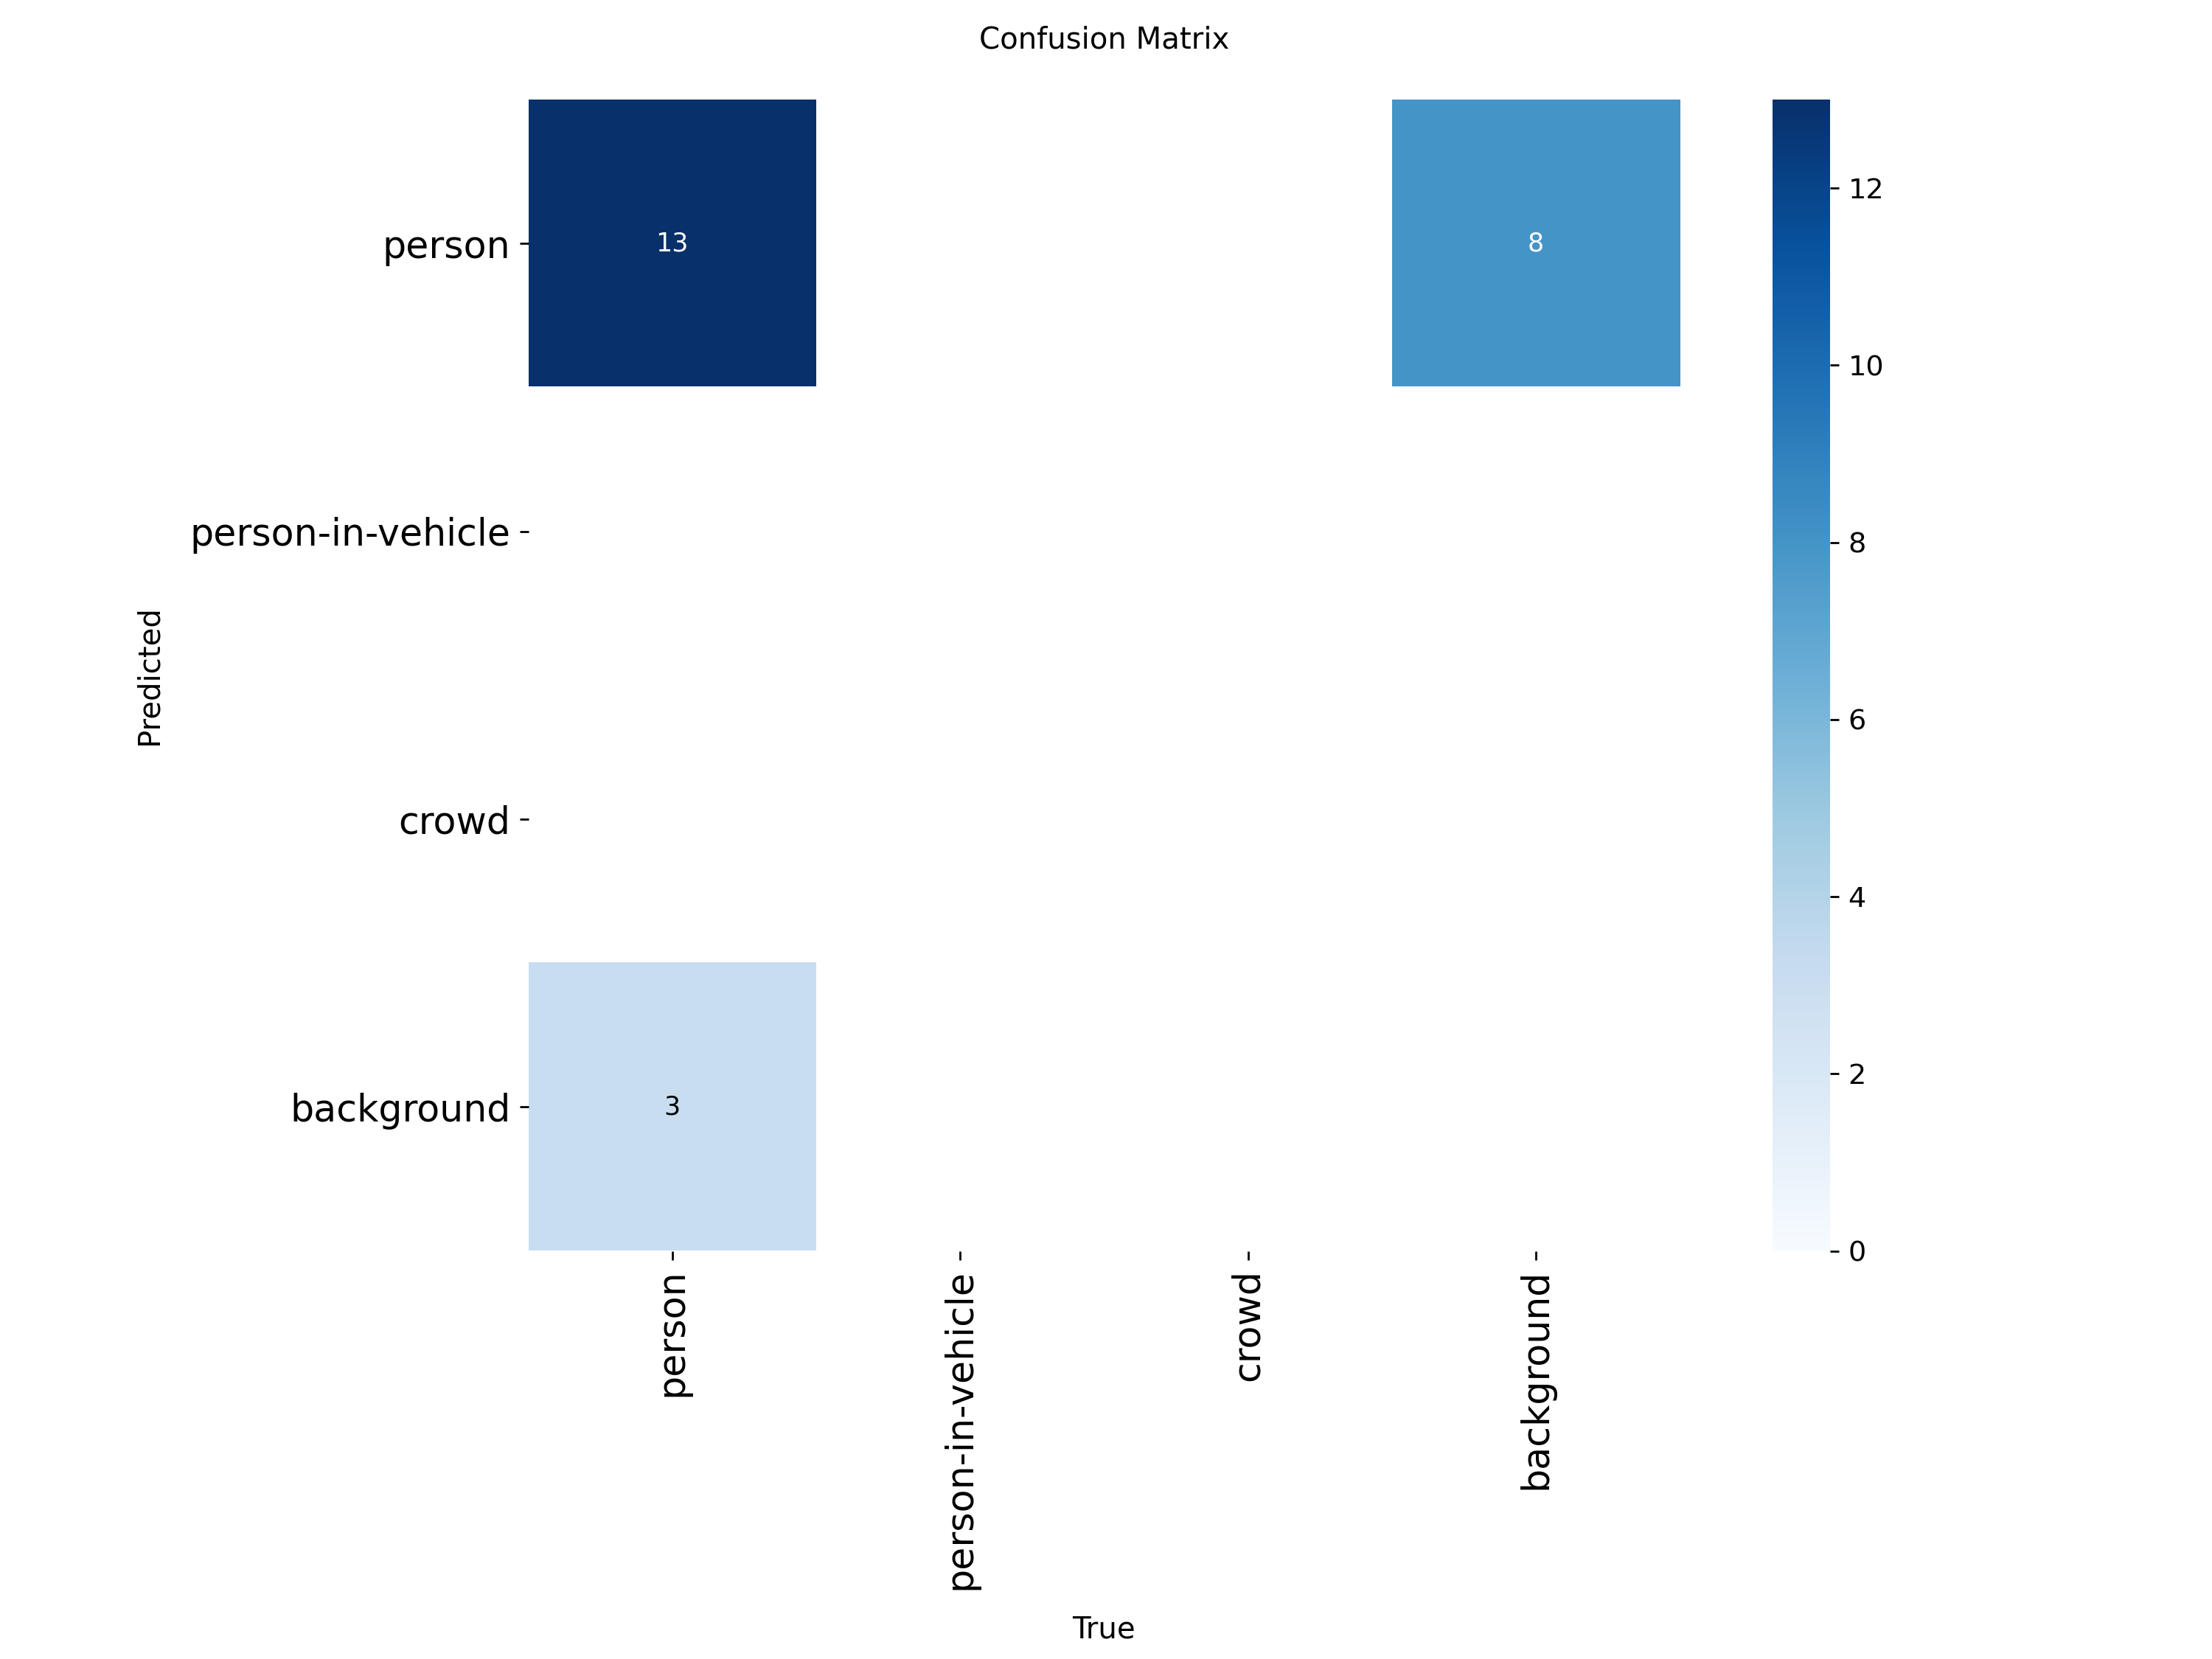 Confusion Matrix
person
13
8
12
10
person-in-vehicle
8
Predicted
6
crowd
4
background
3
2
0
person
person-in-vehicle
crowd
background
True